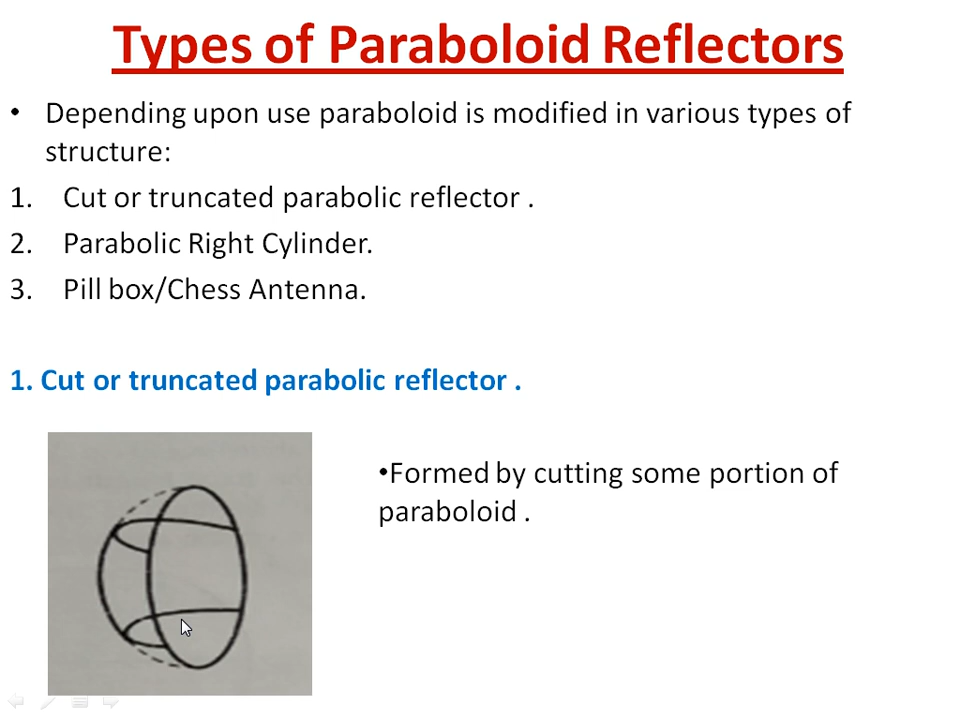 Types of Paraboloid Reflectors
• Depending upon use paraboloid is modified in various types of
structure:
1. Cut or truncated parabolic reflector .
2. Parabolic Right Cylinder.
3. Pill box/Chess Antenna.
1. Cut or truncated parabolic reflector .
•Formed by cutting some portion of
paraboloid .